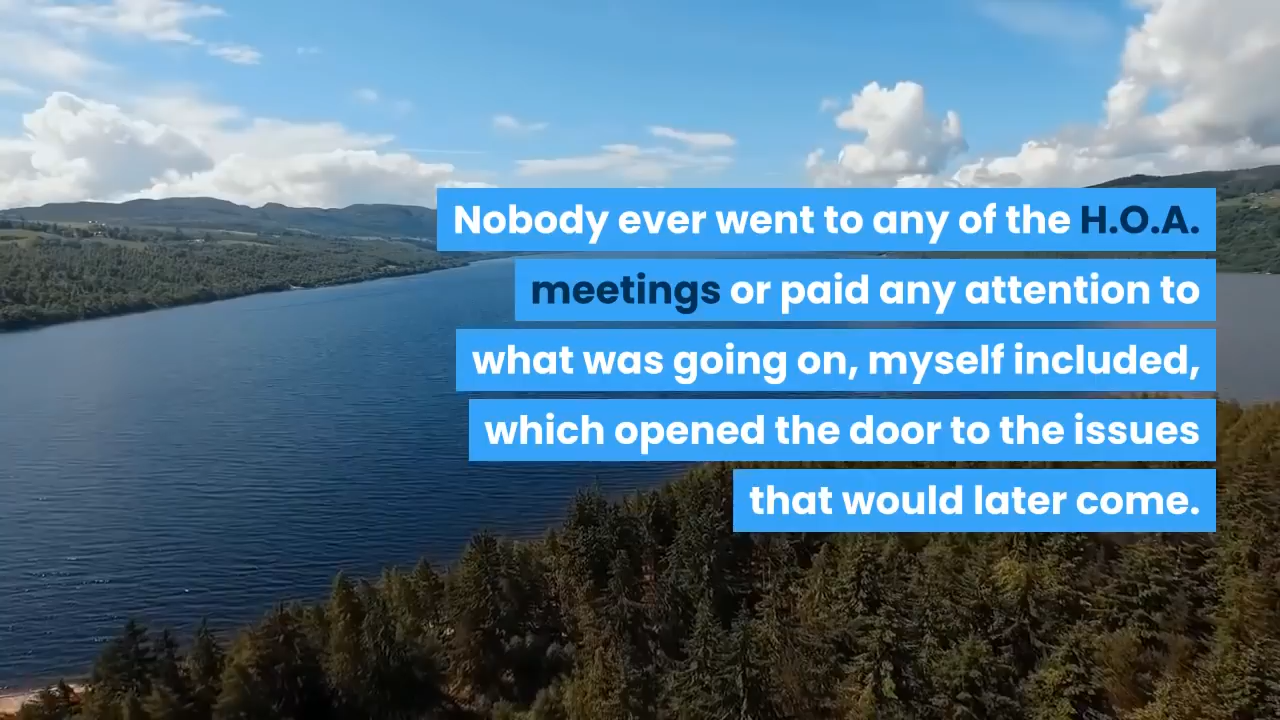 Nobody ever went to any of the H.O.A.
meetings or paid any attention to
what was going on, myself included,
which opened the door to the issues
that would later come.